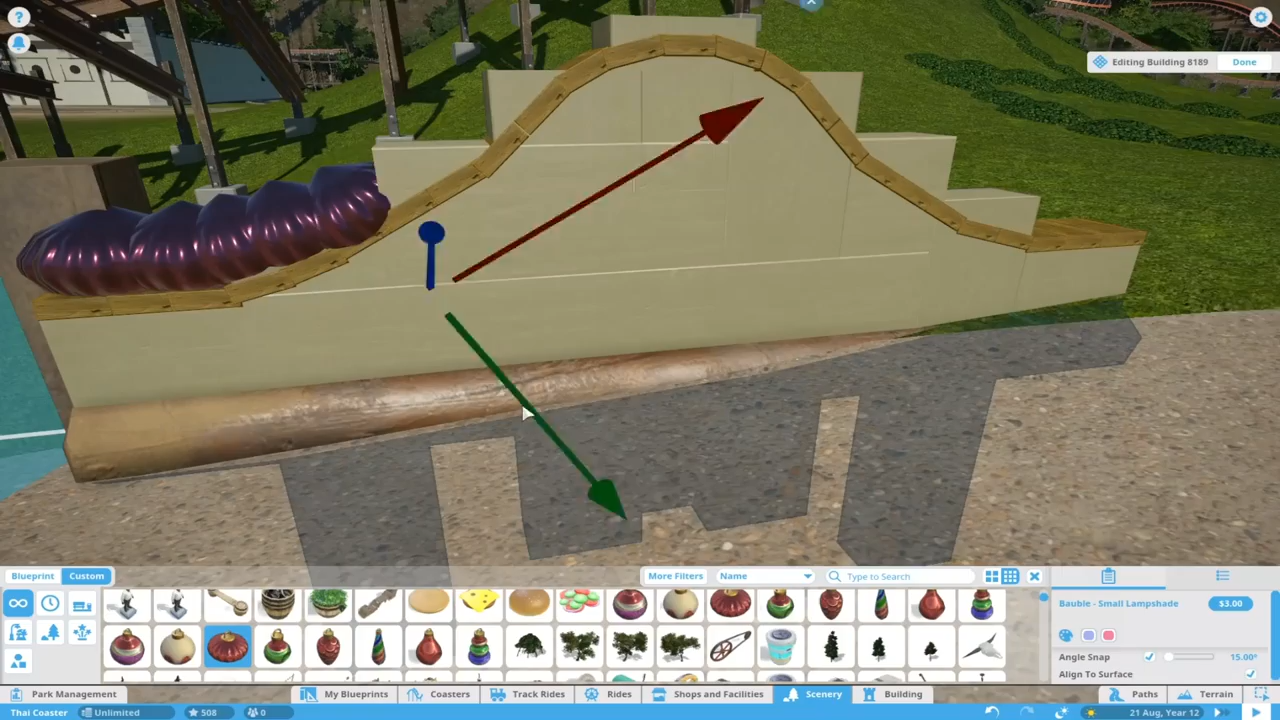 ?
Editing Building 8189 Done
Blueprint Custom
More Filters Name Type to Search
Bauble - Small Lampshade $3.00
Angle Snap 15.00°
Align To Surface
Park Management My Blueprints Coasters Track Rides Rides Shops and Facilities Scenery Building Paths Terrain
Thai Coaster Unlimited 508 0 21 Aug, Year 12